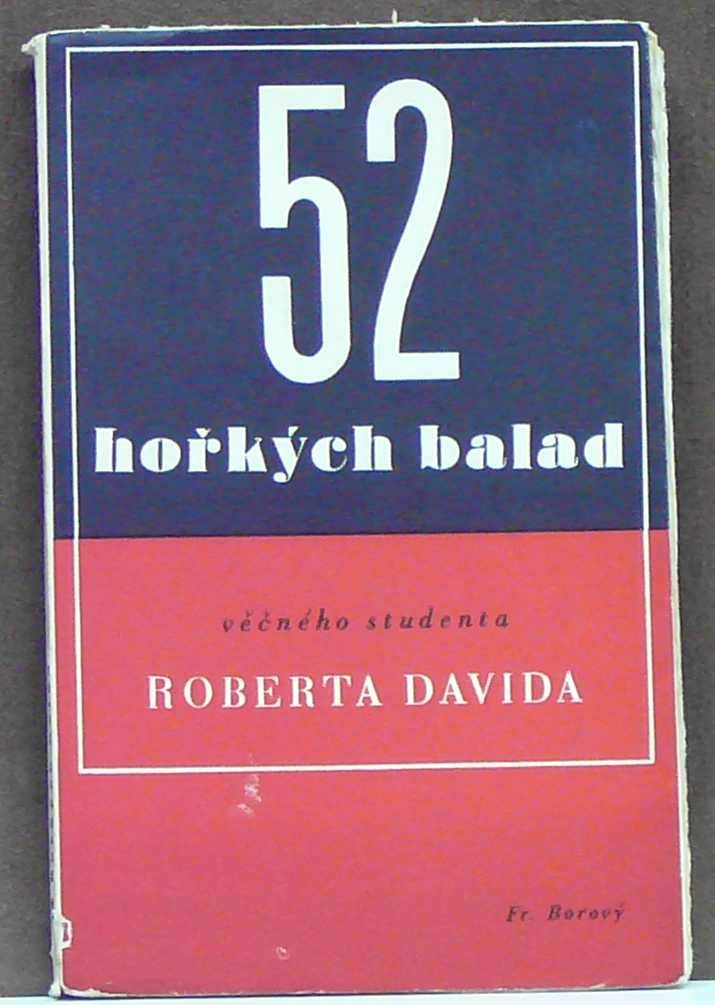 52
hořkých balad
věčného studenta
ROBERTA DAVIDA
Fr. Borový